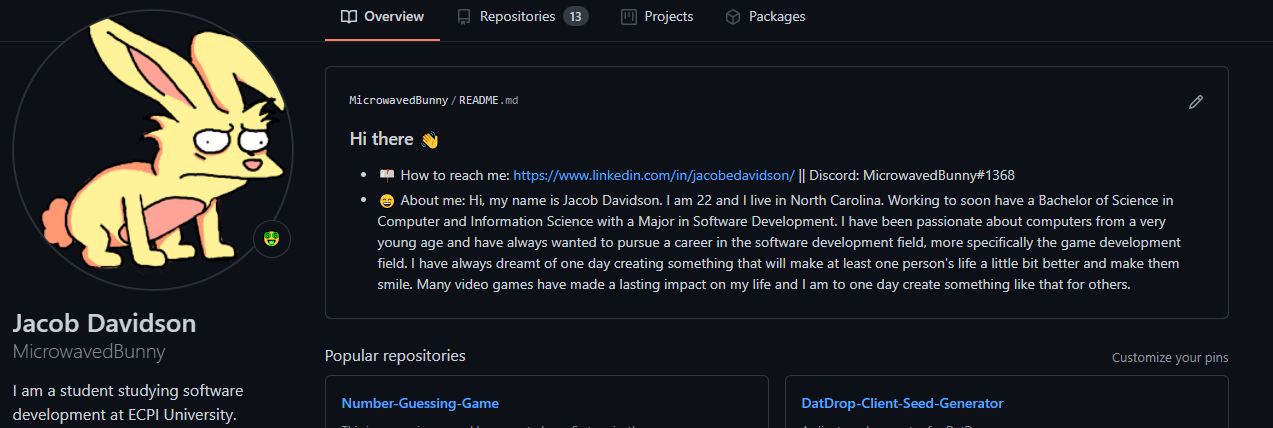 Overview Repositories 13 Projects Packages
MicrowavedBunny / README.md
Hi there 👋
How to reach me: https://www.linkedin.com/in/jacobedavidson/ || Discord: MicrowavedBunny#1368
😄 About me: Hi, my name is Jacob Davidson. I am 22 and I live in North Carolina. Working to soon have a Bachelor of Science in
Computer and Information Science with a Major in Software Development. I have been passionate about computers from a very
young age and have always wanted to pursue a career in the software development field, more specifically the game development
field. I have always dreamt of one day creating something that will make at least one person's life a little bit better and make them
smile. Many video games have made a lasting impact on my life and I am to one day create something like that for others.
Jacob Davidson
MicrowavedBunny
I am a student studying software
development at ECPI University.
Popular repositories Customize your pins
Number-Guessing-Game
DatDrop-Client-Seed-Generator